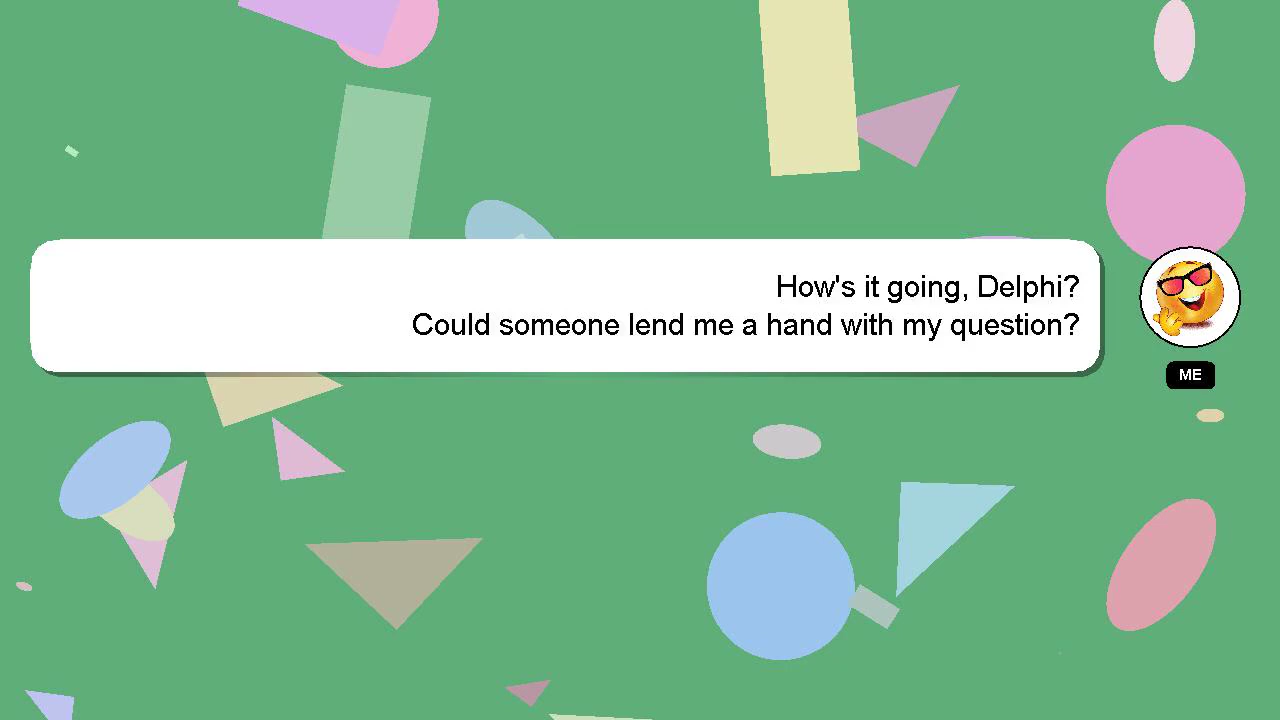 How's it going, Delphi?
Could someone lend me a hand with my question?
ME